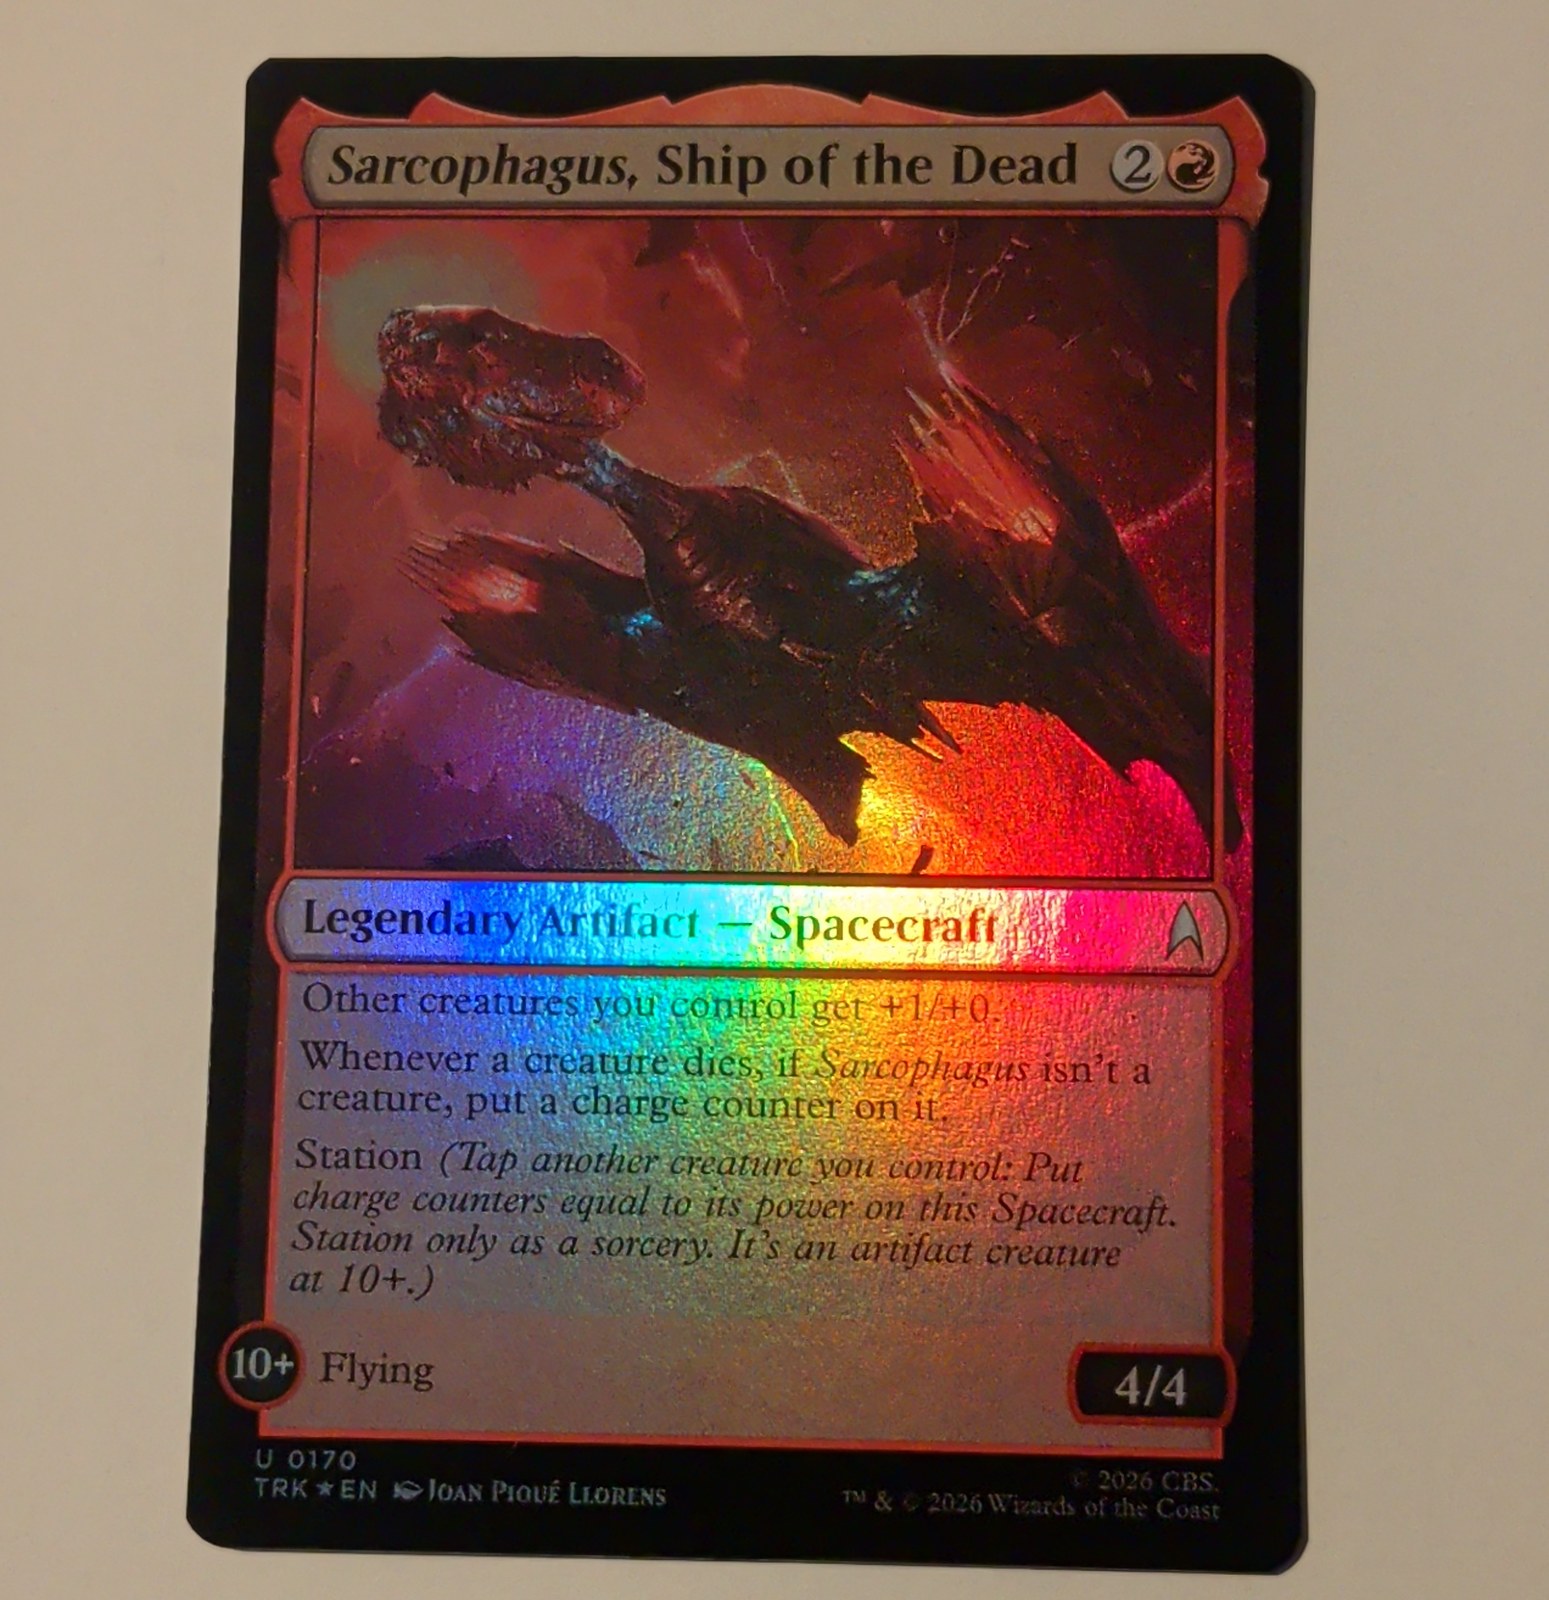 Sarcophagus, Ship of the Dead 2
Legendary Artifact — Spacecraft
Other creatures you control get +1/+0.
Whenever a creature dies, if Sarcophagus isn't a
creature, put a charge counter on it.
Station (Tap another creature you control: Put
charge counters equal to its power on this Spacecraft.
Station only as a sorcery. It's an artifact creature
at 10+.)
10+ Flying
4/4
U 0170
TRK ★ EN Joan Piqué Llorens
© 2026 CBS.
™ & © 2026 Wizards of the Coast